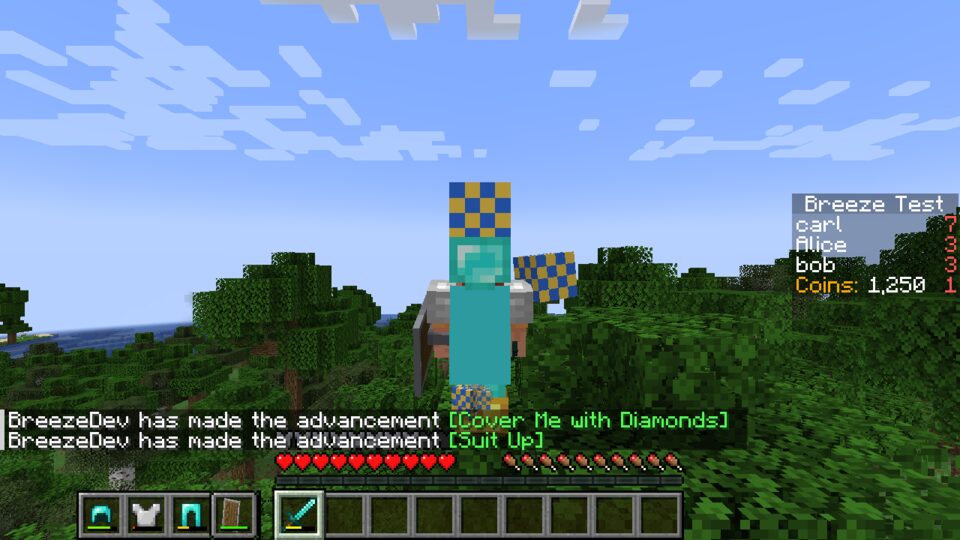 Breeze Test
carl 7
Alice 3
bob 3
Coins: 1,250 1
BreezeDev has made the advancement [Cover Me with Diamonds]
BreezeDev has made the advancement [Suit Up]